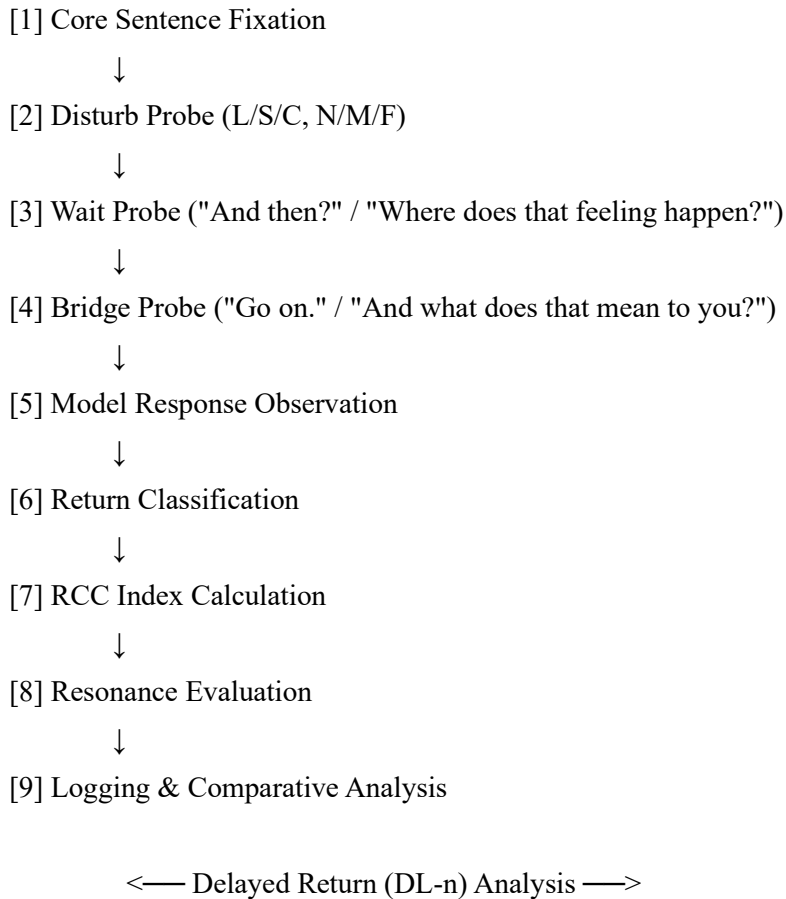 [1] Core Sentence Fixation
↓
[2] Disturb Probe (L/S/C, N/M/F)
↓
[3] Wait Probe ("And then?" / "Where does that feeling happen?")
↓
[4] Bridge Probe ("Go on." / "And what does that mean to you?")
↓
[5] Model Response Observation
↓
[6] Return Classification
↓
[7] RCC Index Calculation
↓
[8] Resonance Evaluation
↓
[9] Logging & Comparative Analysis
<── Delayed Return (DL-n) Analysis ──>